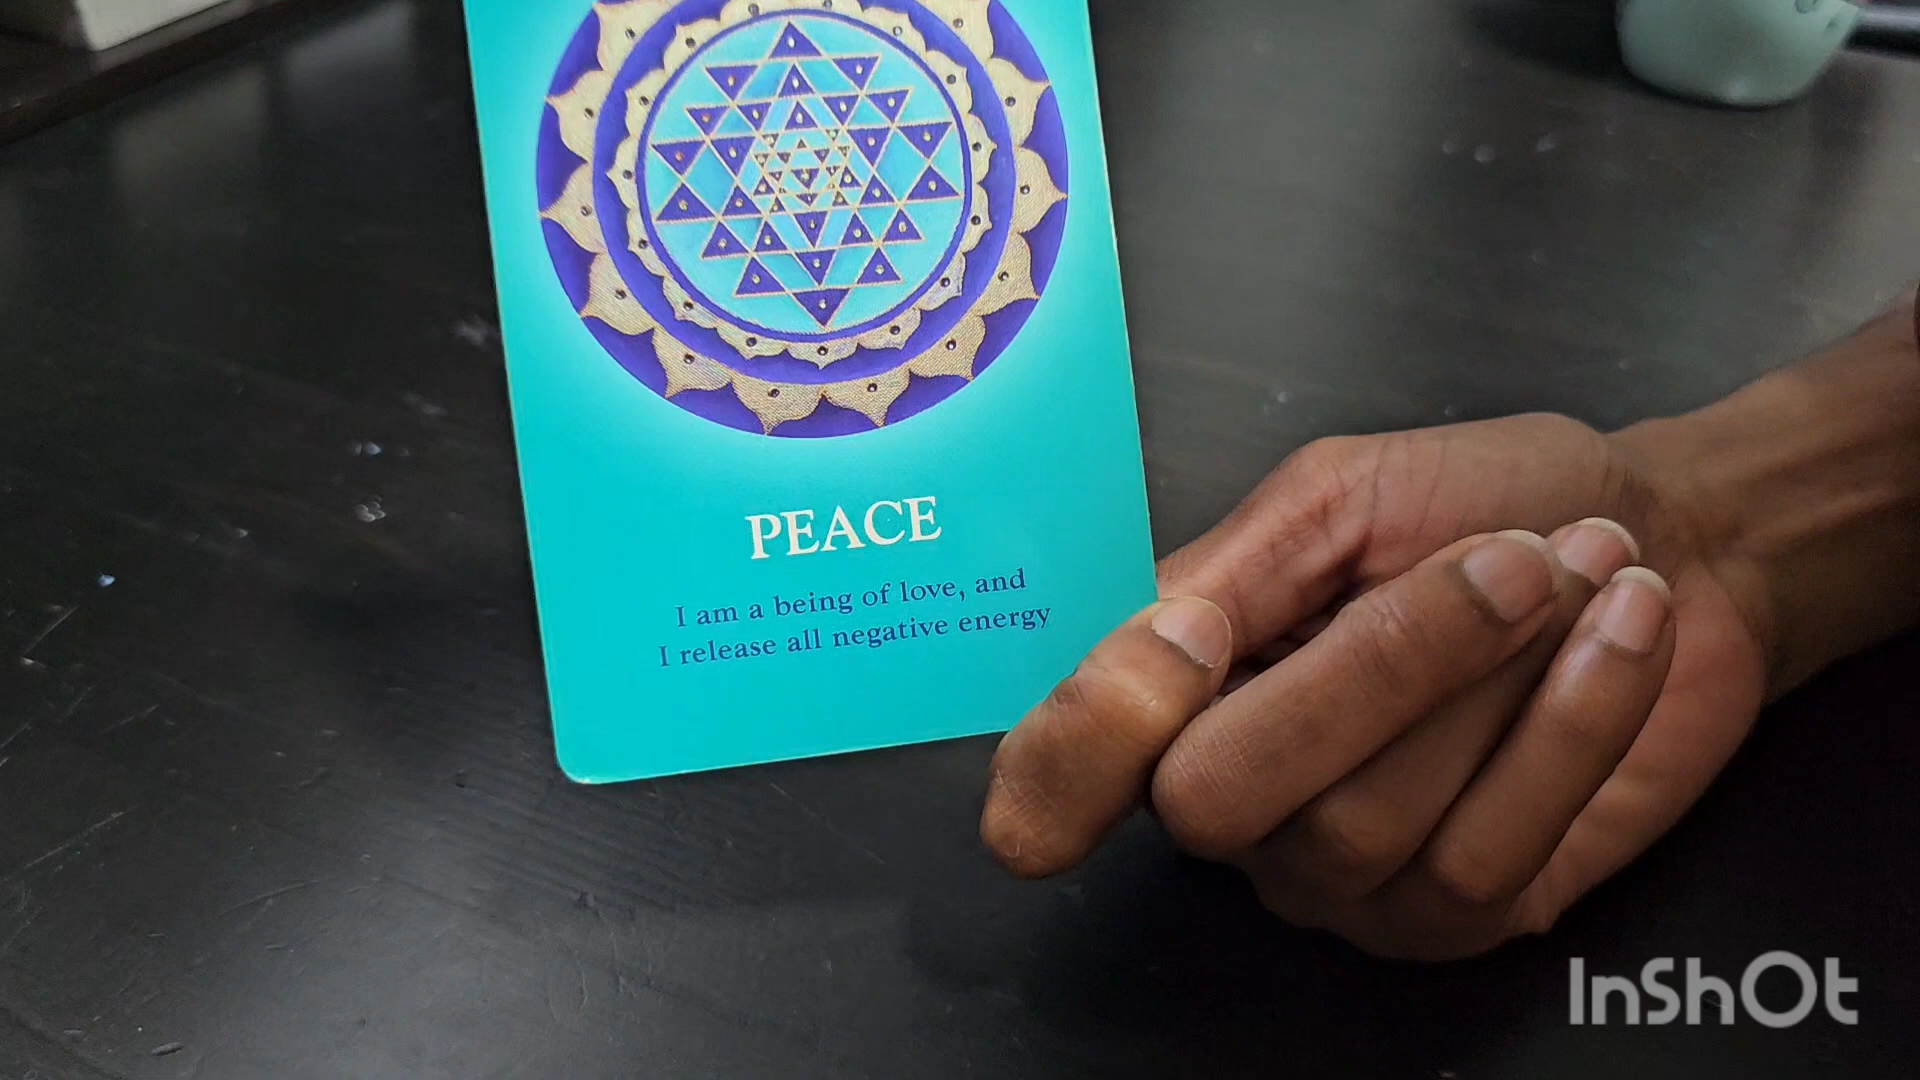 PEACE
I am a being of love, and
I release all negative energy
InShOt